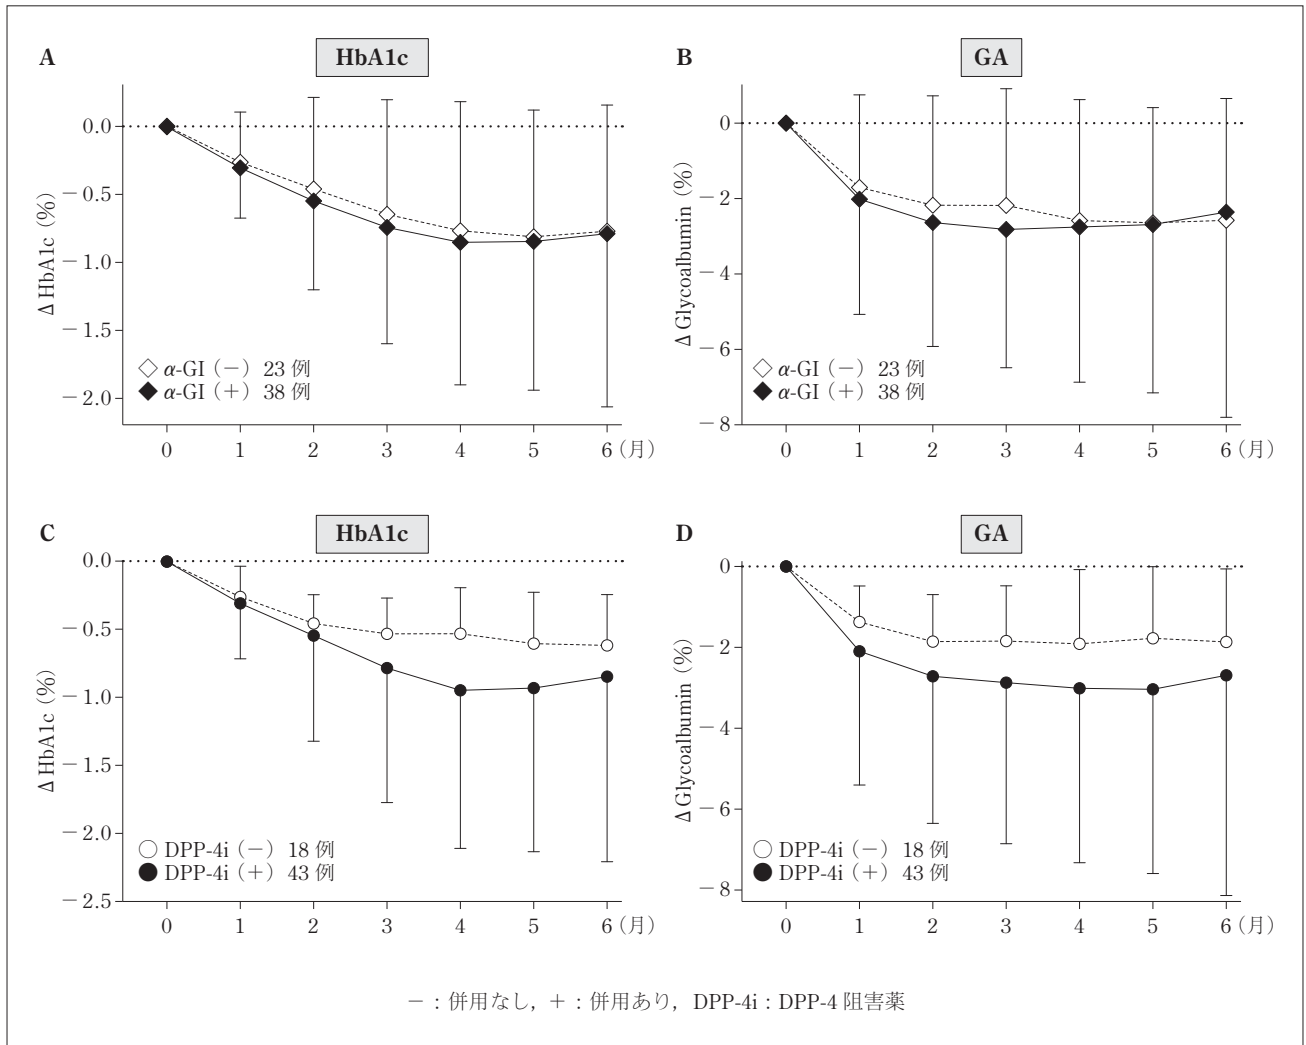 A
HbA1c
0.0
−0.5
−1.0
−1.5
−2.0
Δ HbA1c (%)
α-GI(−) 23 例
α-GI(+) 38 例
0 1 2 3 4 5 6(月)
B
GA
0
−2
−4
−6
−8
Δ Glycoalbumin (%)
α-GI(−) 23 例
α-GI(+) 38 例
0 1 2 3 4 5 6(月)
C
HbA1c
0.0
−0.5
−1.0
−1.5
−2.0
−2.5
Δ HbA1c (%)
DPP-4i(−) 18 例
DPP-4i(+) 43 例
0 1 2 3 4 5 6(月)
D
GA
0
−2
−4
−6
−8
Δ Glycoalbumin (%)
DPP-4i(−) 18 例
DPP-4i(+) 43 例
0 1 2 3 4 5 6(月)
−:併用なし,+:併用あり,DPP-4i:DPP-4 阻害薬